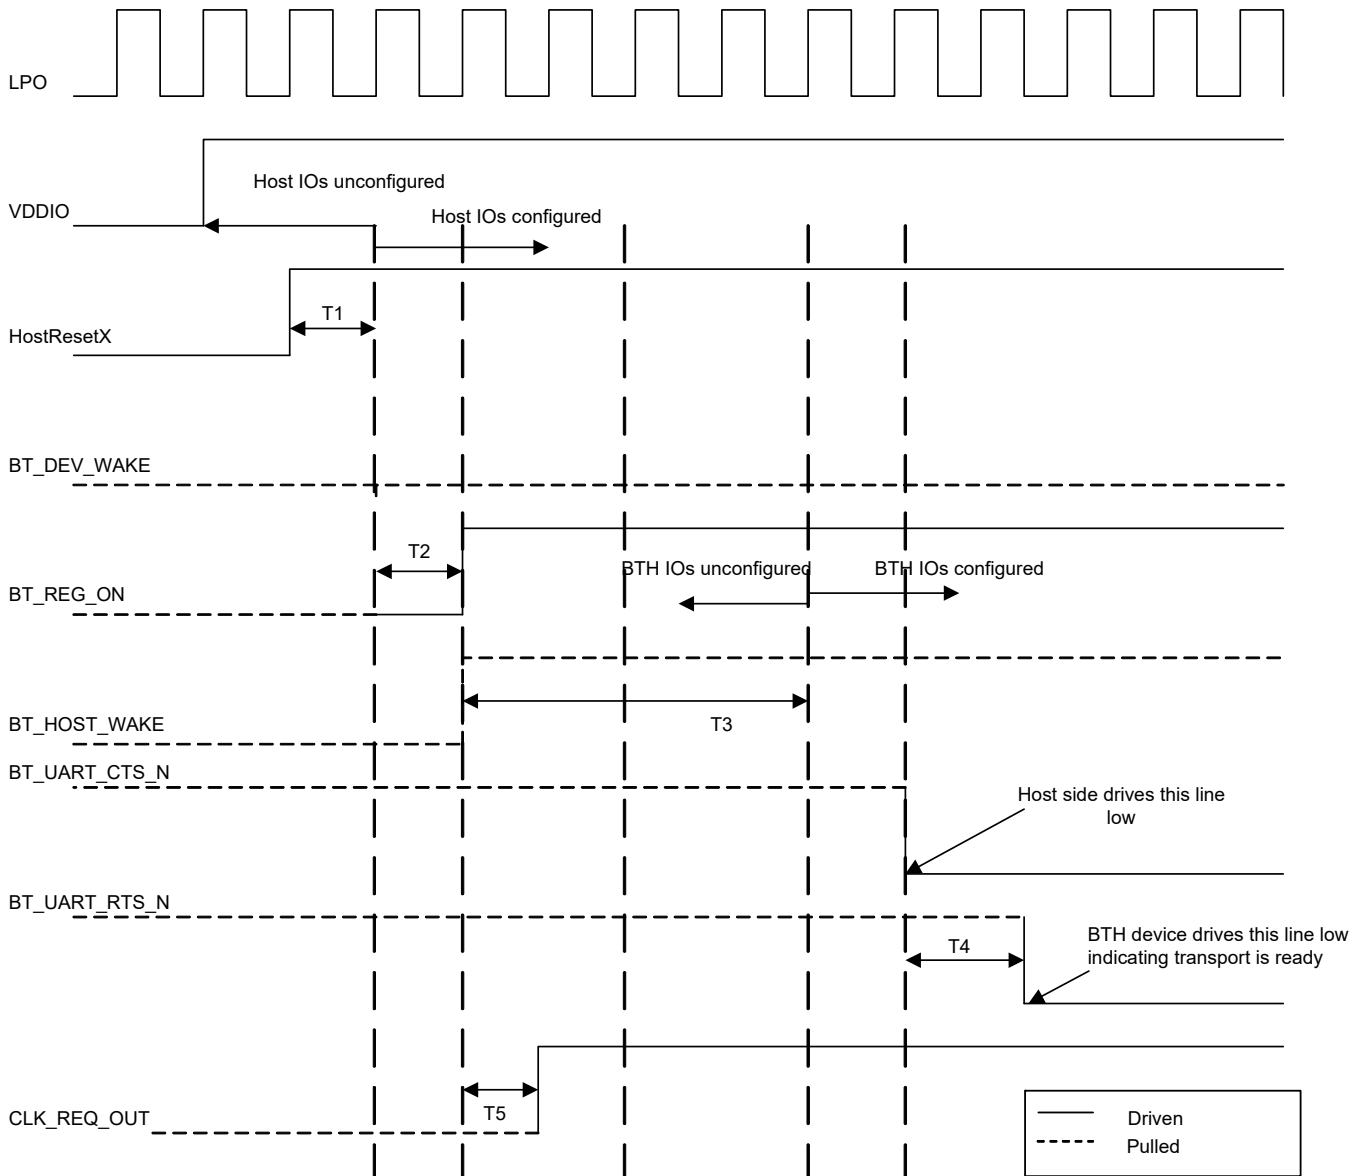 LPO
Host IOs unconfigured
VDDIO
Host IOs configured
T1
HostResetX
BT_DEV_WAKE
T2
BTH IOs unconfigured
BTH IOs configured
BT_REG_ON
BT_HOST_WAKE
T3
BT_UART_CTS_N
Host side drives this line
low
BT_UART_RTS_N
T4
BTH device drives this line low
indicating transport is ready
CLK_REQ_OUT
T5
Driven
Pulled